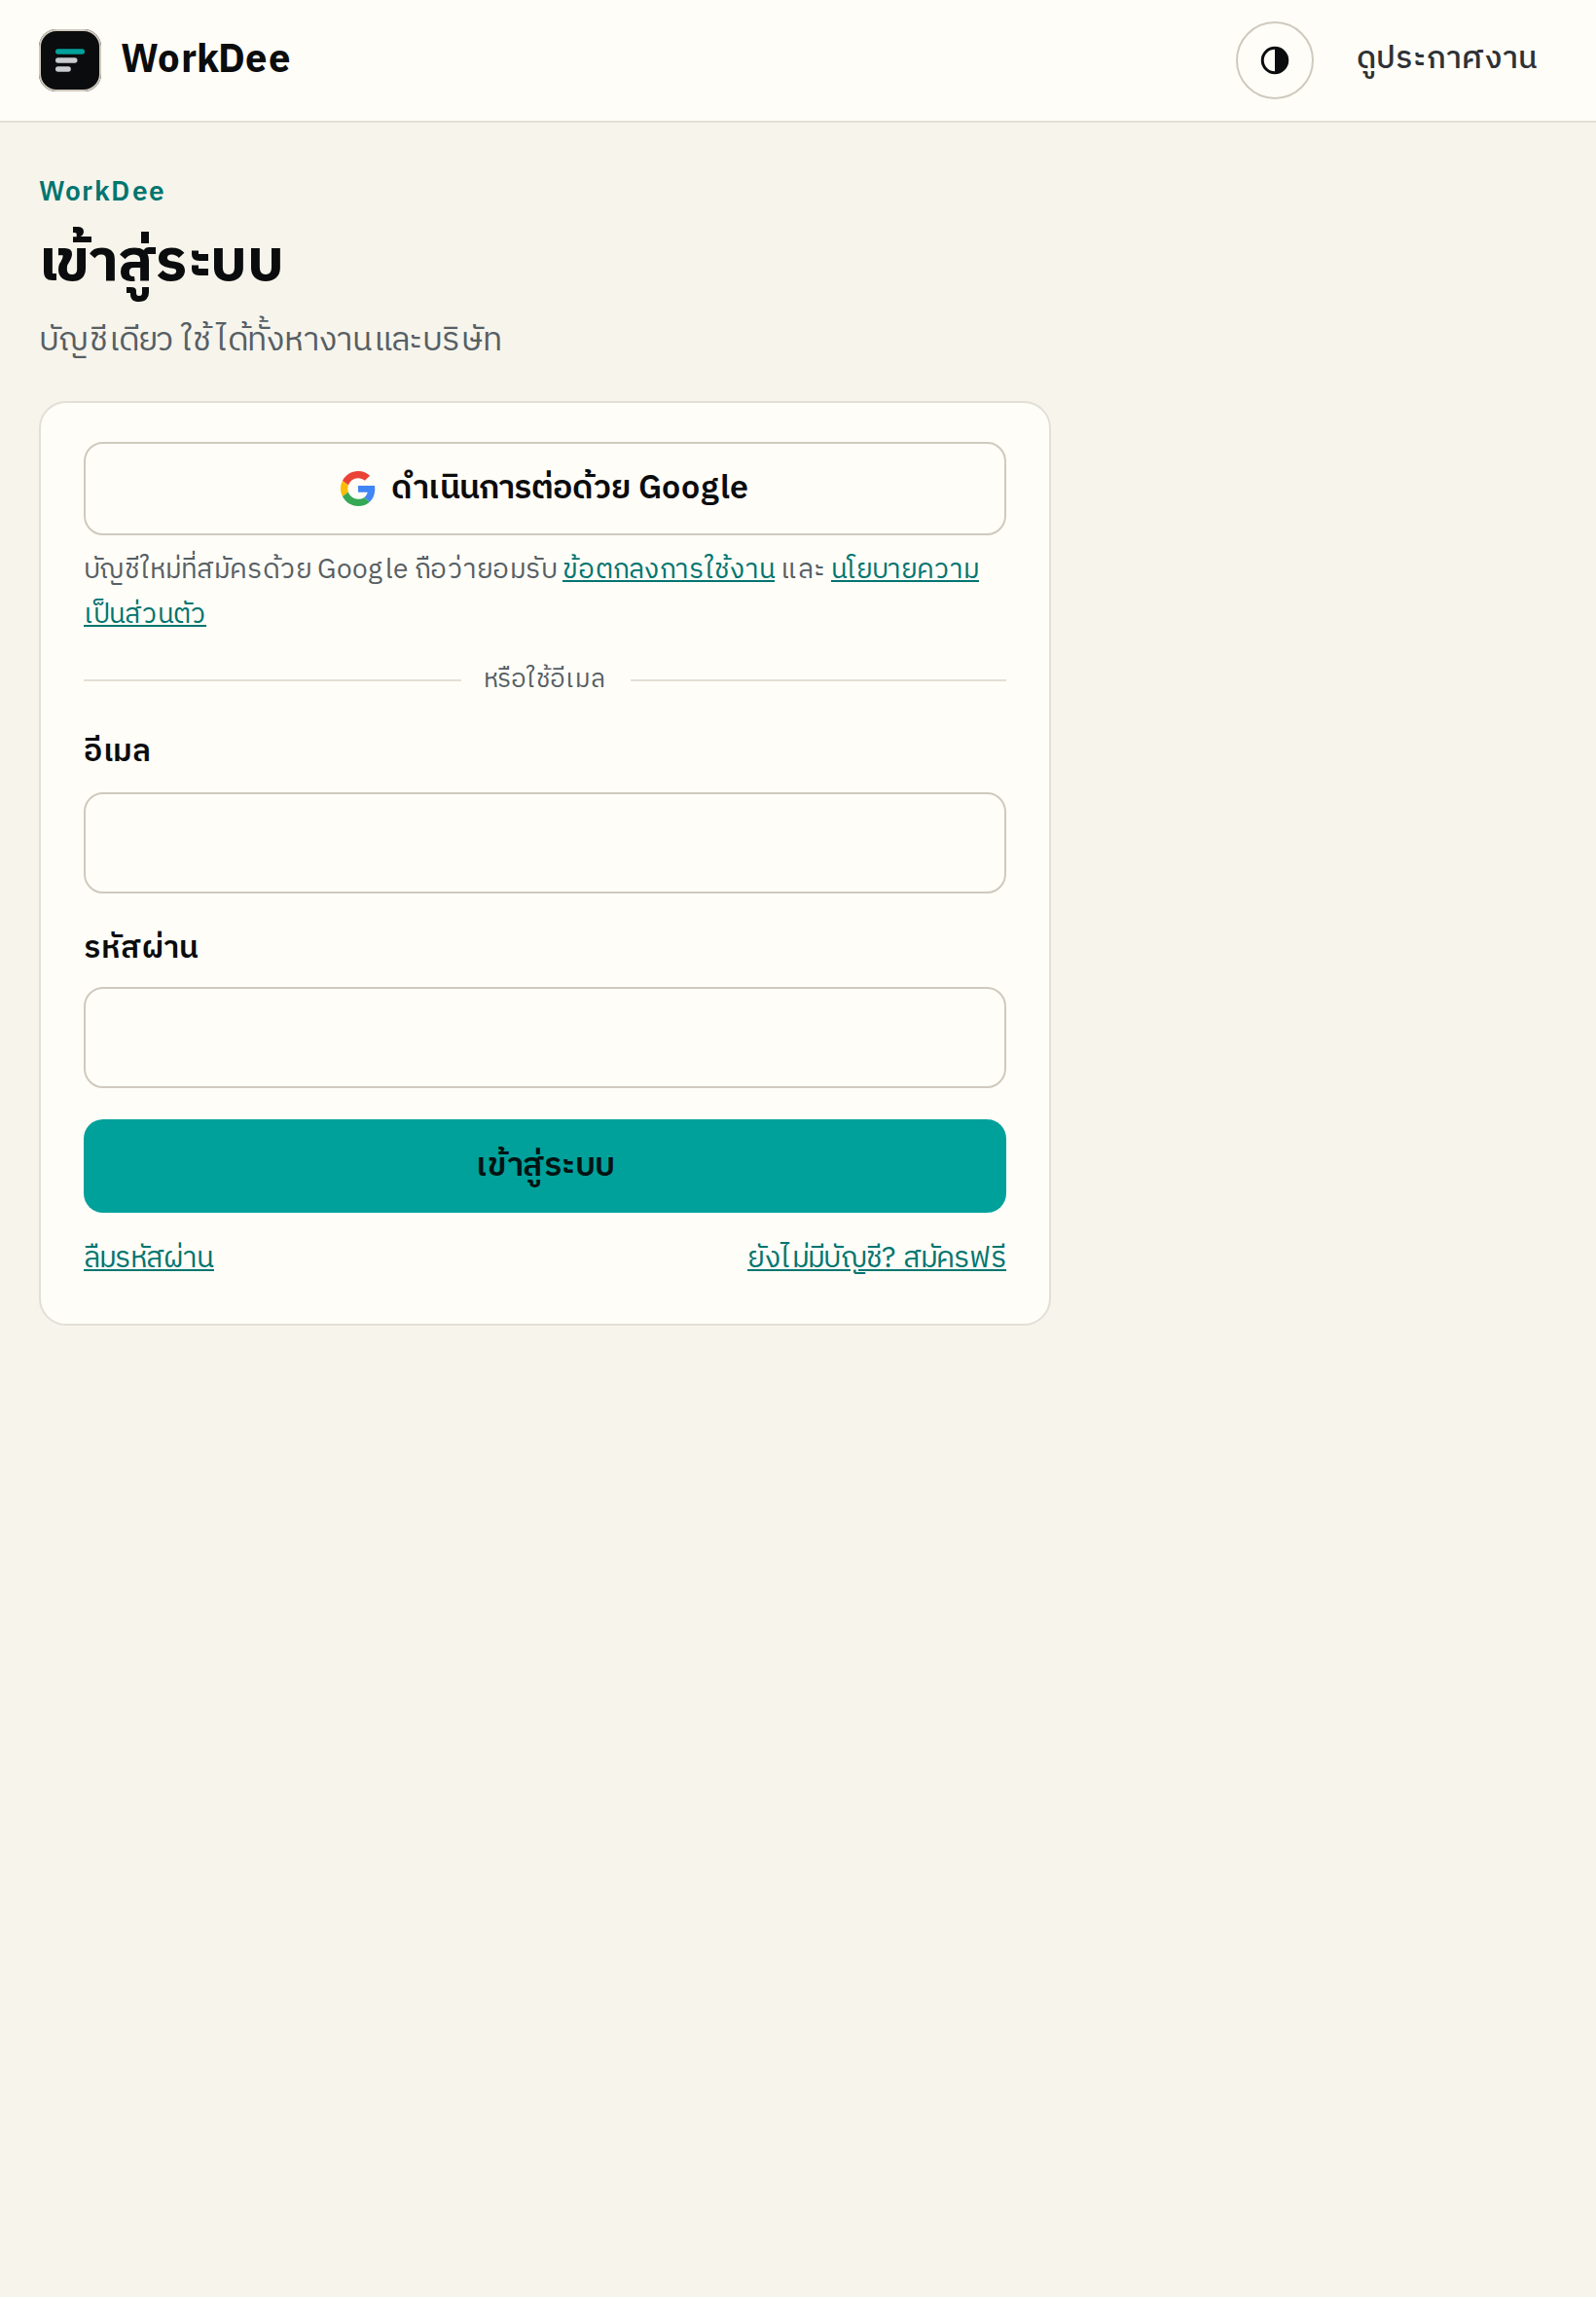 WorkDee
ดูประกาศงาน
WorkDee
เข้าสู่ระบบ
บัญชีเดียว ใช้ได้ทั้งหางานและบริษัท
ดำเนินการต่อด้วย Google
บัญชีใหม่ที่สมัครด้วย Google ถือว่ายอมรับ ข้อตกลงการใช้งาน และ นโยบายความ
เป็นส่วนตัว
หรือใช้อีเมล
อีเมล
รหัสผ่าน
เข้าสู่ระบบ
ลืมรหัสผ่าน
ยังไม่มีบัญชี? สมัครฟรี